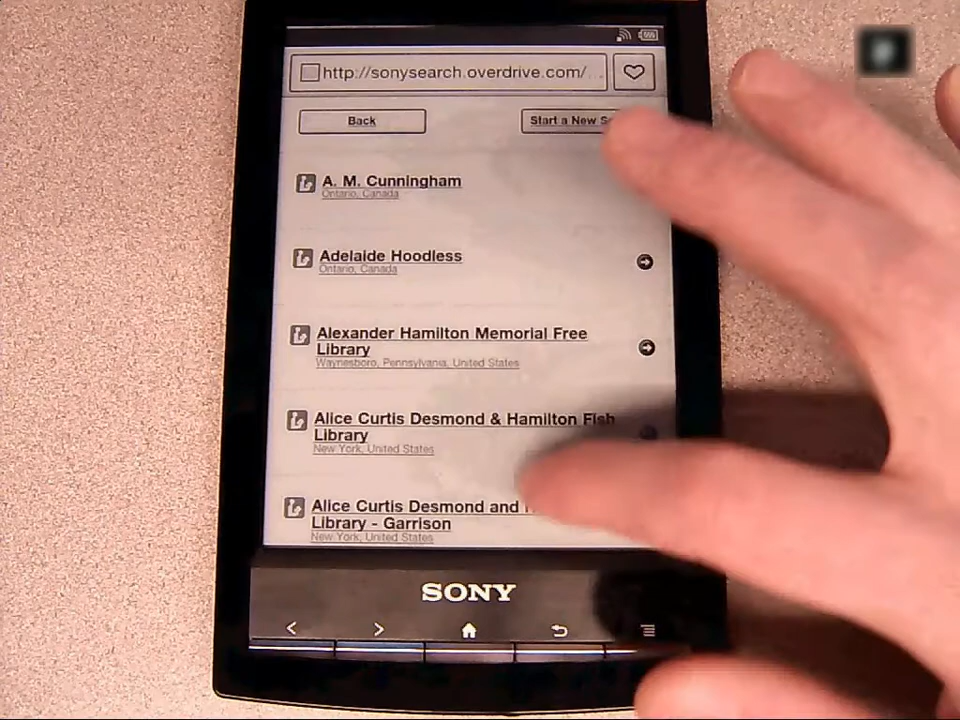 http://sonysearch.overdrive.com/...
Back
Start a New S
A. M. Cunningham
Ontario, Canada
Adelaide Hoodless
Ontario, Canada
Alexander Hamilton Memorial Free
Library
Waynesboro, Pennsylvania, United States
Alice Curtis Desmond & Hamilton Fish
Library
New York, United States
Alice Curtis Desmond and
Library - Garrison
New York, United States
SONY